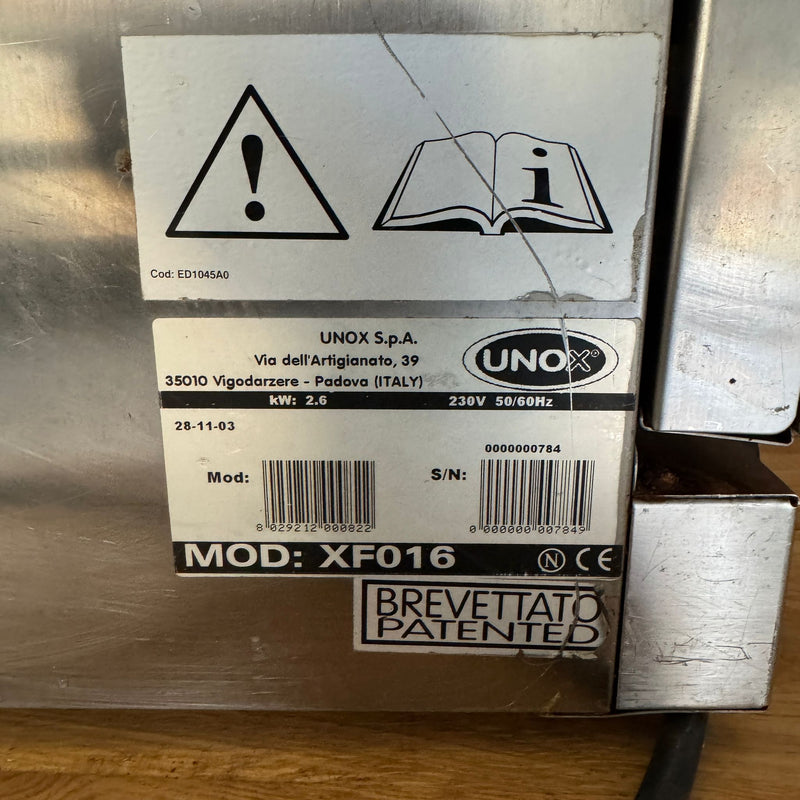 i
Cod: ED1045A0
UNOX S.p.A.
Via dell'Artigianato, 39
35010 Vigodarzere - Padova (ITALY)
UNOX®
kW: 2.6 230V 50/60Hz
28-11-03
0000000784
Mod: S/N:
8 029212 000822 0 000000 007849
MOD: XF016 N CE
BREVETTATO
PATENTED